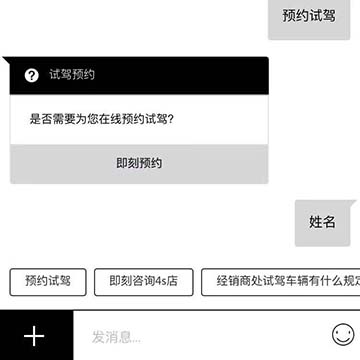 预约试驾
试驾预约
是否需要为您在线预约试驾?
即刻预约
姓名
预约试驾
即刻咨询4s店
经销商处试驾车辆有什么规定
发消息...